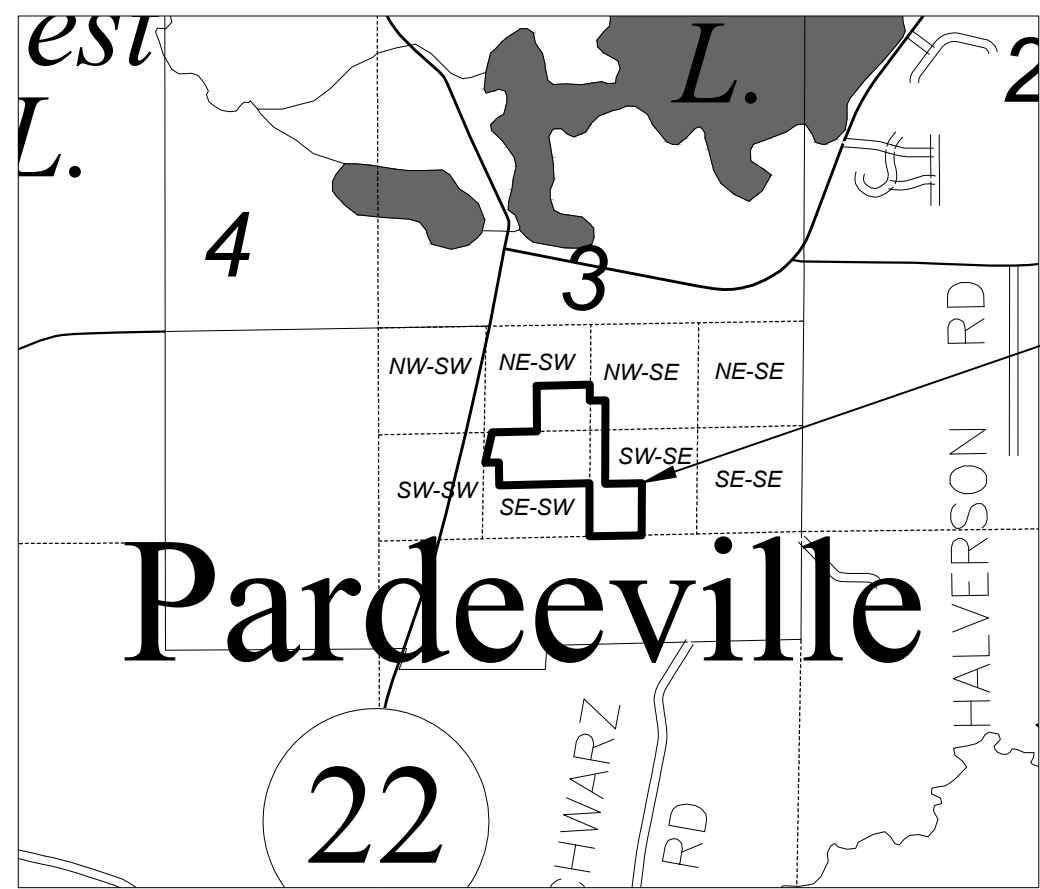 est
L.
L.
2
4
3
NW-SW
NE-SW
NW-SE
NE-SE
SW-SW
SE-SW
SW-SE
SE-SE
HALVERSON RD
Pardeeville
CHWARZ RD
22